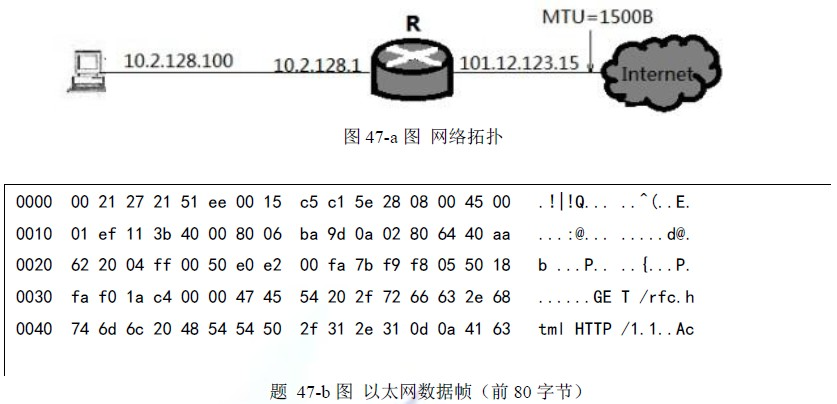 R
MTU=1500B
10.2.128.100
10.2.128.1
101.12.123.15
Internet
图 47-a 图 网络拓扑
0000 00 21 27 21 51 ee 00 15 c5 c1 5e 28 08 00 45 00 .!|!Q... ..^(..E.
0010 01 ef 11 3b 40 00 80 06 ba 9d 0a 02 80 64 40 aa ...:@... .....d@.
0020 62 20 04 ff 00 50 e0 e2 00 fa 7b f9 f8 05 50 18 b ...P.. ..{...P.
0030 fa f0 1a c4 00 00 47 45 54 20 2f 72 66 63 2e 68 ......GE T /rfc.h
0040 74 6d 6c 20 48 54 54 50 2f 31 2e 31 0d 0a 41 63 tml HTTP /1.1..Ac
题 47-b 图 以太网数据帧（前 80 字节）